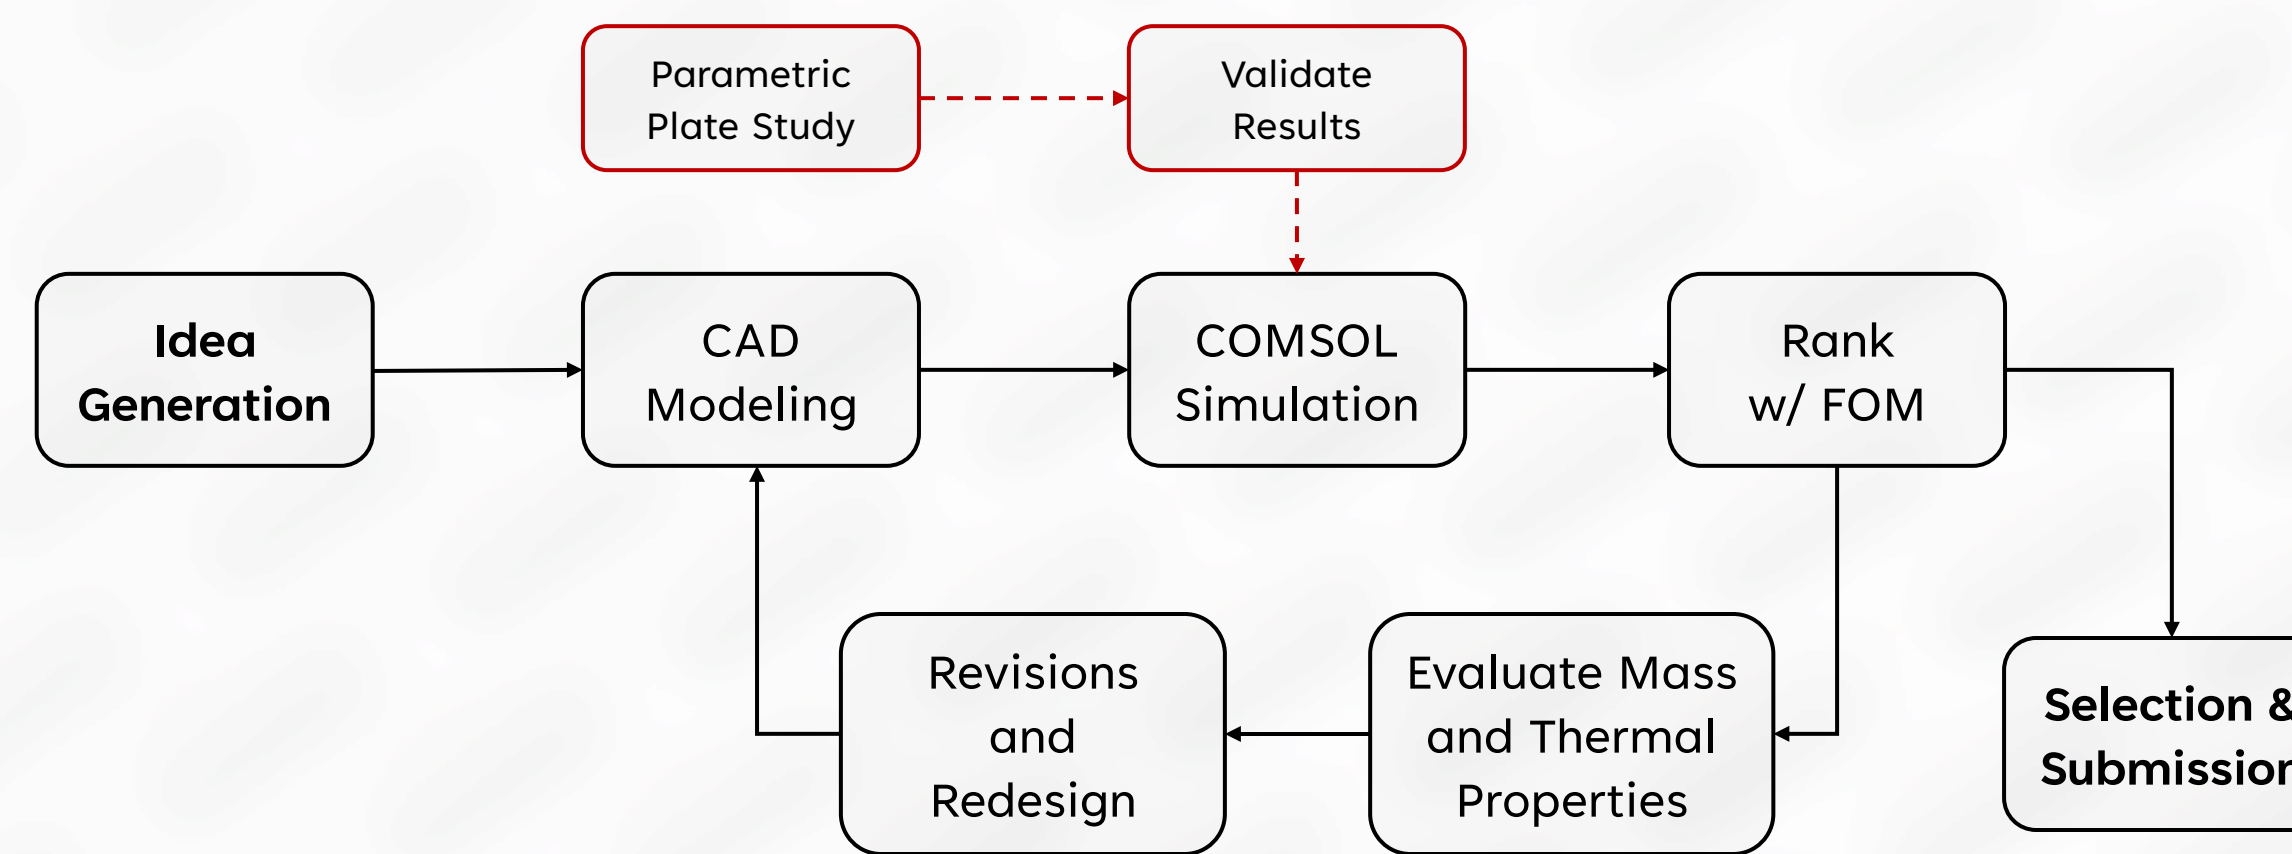 Parametric
Plate Study
Validate
Results
Idea
Generation
CAD
Modeling
COMSOL
Simulation
Rank
w/ FOM
Revisions
and
Redesign
Evaluate Mass
and Thermal
Properties
Selection &
Submission